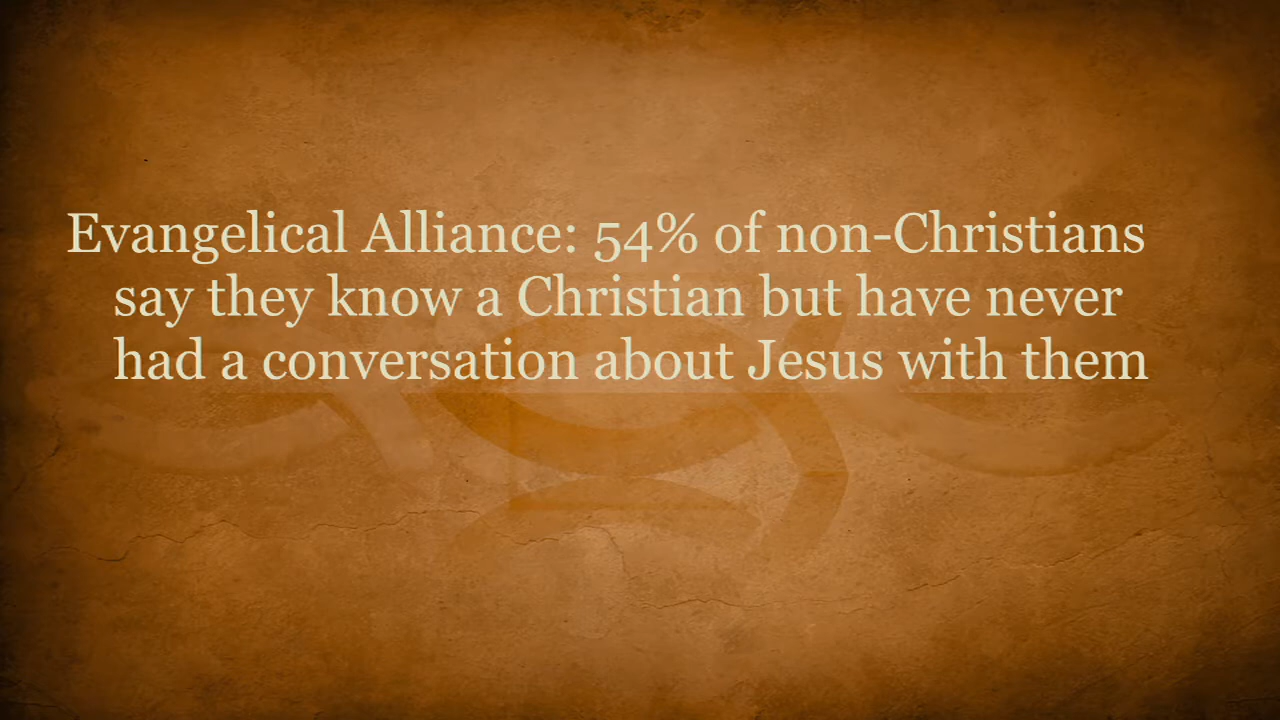 Evangelical Alliance: 54% of non-Christians
say they know a Christian but have never
had a conversation about Jesus with them